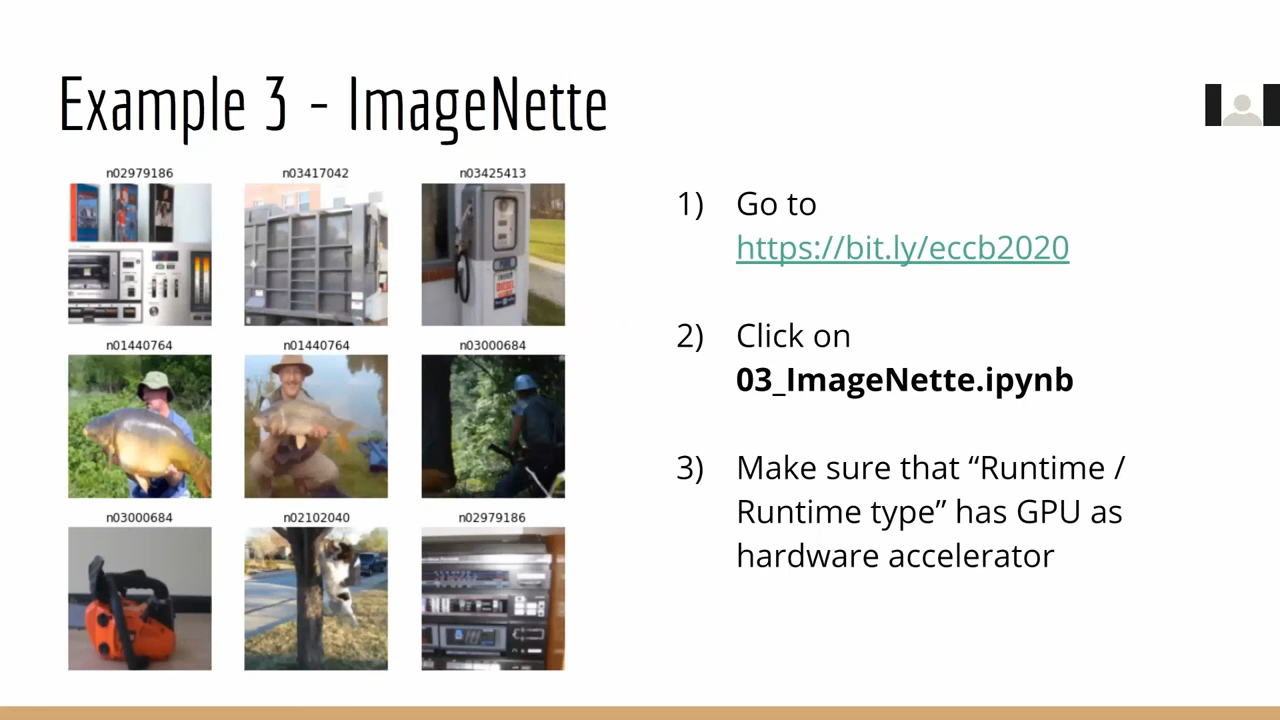 Example 3 - ImageNette
n02979186
n03417042
n03425413
n01440764
n01440764
n03000684
n03000684
n02102040
n02979186
1) Go to
https://bit.ly/eccb2020
2) Click on
03_ImageNette.ipynb
3) Make sure that “Runtime /
Runtime type” has GPU as
hardware accelerator